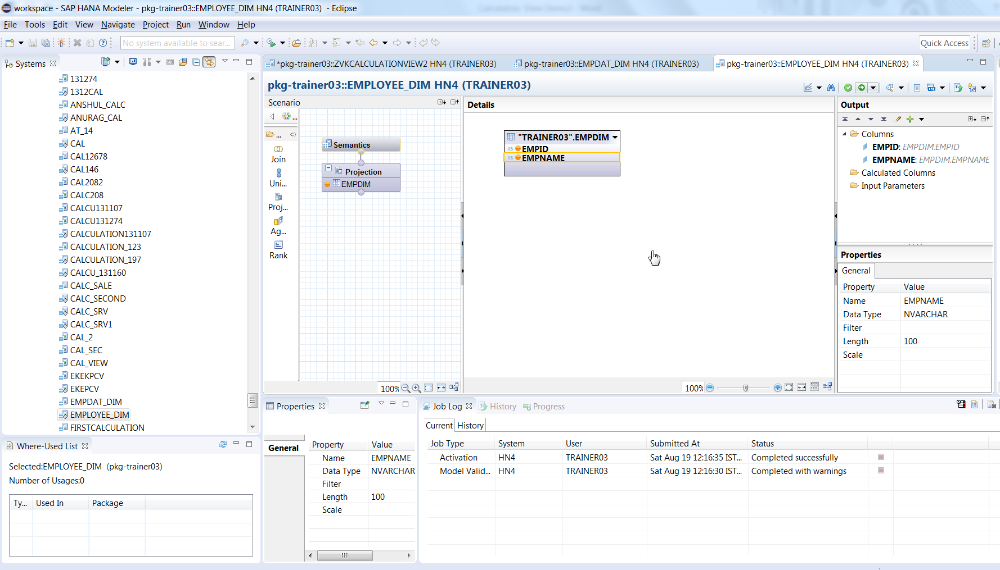 workspace - SAP HANA Modeler - pkg-trainer03::EMPLOYEE_DIM HN4 (TRAINER03) - Eclipse
File Tools Edit View Navigate Project Run Window Help
No system available to sear...
Quick Access
Systems
131274
1312CAL
ANSHUL_CALC
ANURAG_CAL
AT_14
CAL
CAL12678
CAL146
CAL2082
CALC208
CALCU131107
CALCU131274
CALCULATION131107
CALCULATION_123
CALCULATION_197
CALCU_131160
CALC_SALE
CALC_SECOND
CALC_SRV
CALC_SRV1
CAL_2
CAL_SEC
CAL_VIEW
EKEKPCV
EKEPCV
EMPDAT_DIM
EMPLOYEE_DIM
FIRSTCALCULATION
*pkg-trainer03::ZVKCALCULATIONVIEW2 HN4 (TRAINER03)
pkg-trainer03::EMPDAT_DIM HN4 (TRAINER03)
pkg-trainer03::EMPLOYEE_DIM HN4 (TRAINER03)
pkg-trainer03::EMPLOYEE_DIM HN4 (TRAINER03)
Scenario
...
...
Join
Uni...
Proj...
Ag...
Rank
Semantics
Projection
EMPDIM
100%
Details
"TRAINER03".EMPDIM
AB EMPID
AB EMPNAME
100%
Output
Columns
EMPID: EMPDIM.EMPID
EMPNAME: EMPDIM.EMPNAME
Calculated Columns
Input Parameters
Properties
General
Property Value
Name EMPNAME
Data Type NVARCHAR
Filter
Length 100
Scale
Where-Used List
Selected:EMPLOYEE_DIM (pkg-trainer03)
Number of Usages:0
Ty... Used In Package
Properties
General
Property Value
Name EMPNAME
Data Type NVARCHAR
Filter
Length 100
Scale
Job Log History Progress
Current History
Job Type System User Submitted At Status
Activation HN4 TRAINER03 Sat Aug 19 12:16:35 IST... Completed successfully
Model Valid... HN4 TRAINER03 Sat Aug 19 12:16:30 IST... Completed with warnings